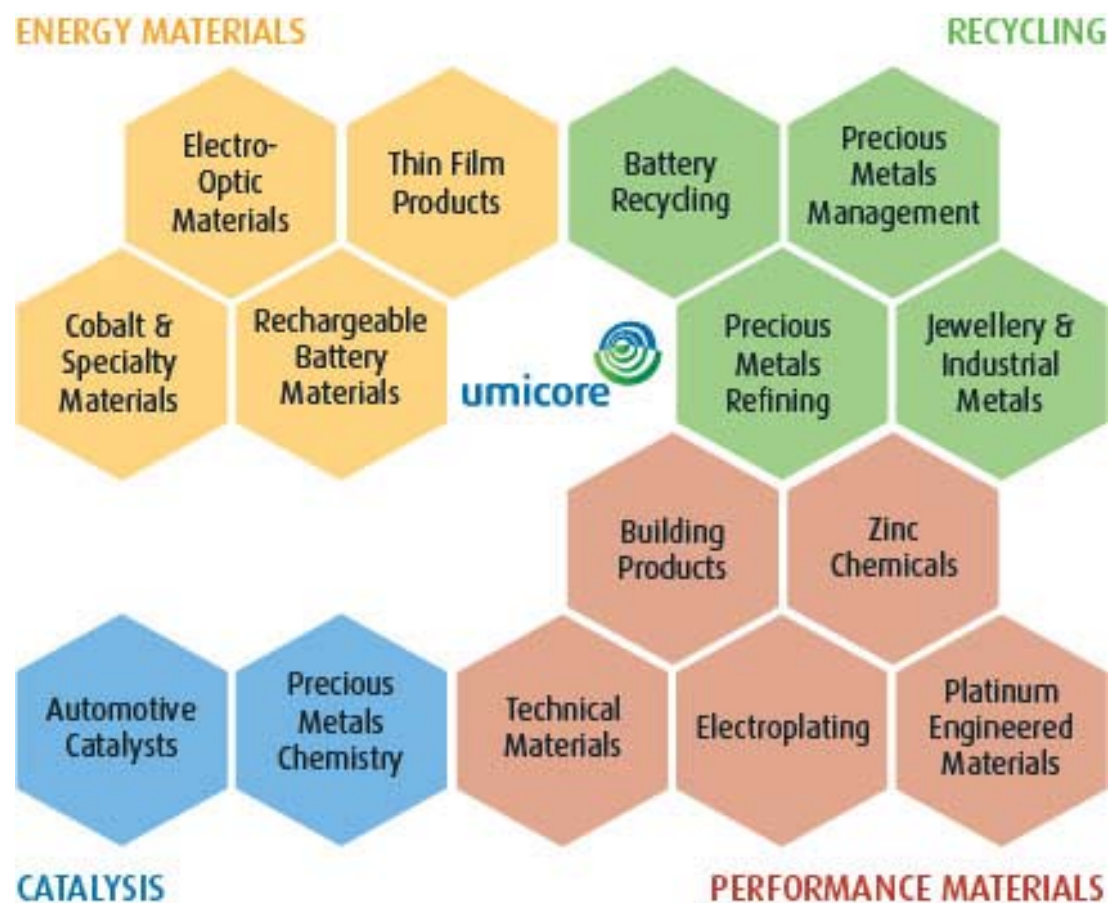 ENERGY MATERIALS
RECYCLING
Electro-
Optic
Materials
Thin Film
Products
Battery
Recycling
Precious
Metals
Management
Cobalt &
Specialty
Materials
Rechargeable
Battery
Materials
umicore
Precious
Metals
Refining
Jewellery &
Industrial
Metals
Building
Products
Zinc
Chemicals
Automotive
Catalysts
Precious
Metals
Chemistry
Technical
Materials
Electroplating
Platinum
Engineered
Materials
CATALYSIS
PERFORMANCE MATERIALS